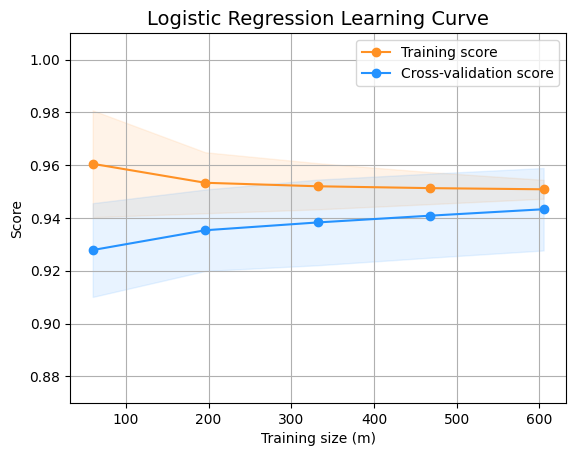 Logistic Regression Learning Curve
Training score
Cross-validation score
Score
1.00
0.98
0.96
0.94
0.92
0.90
0.88
100 200 300 400 500 600
Training size (m)